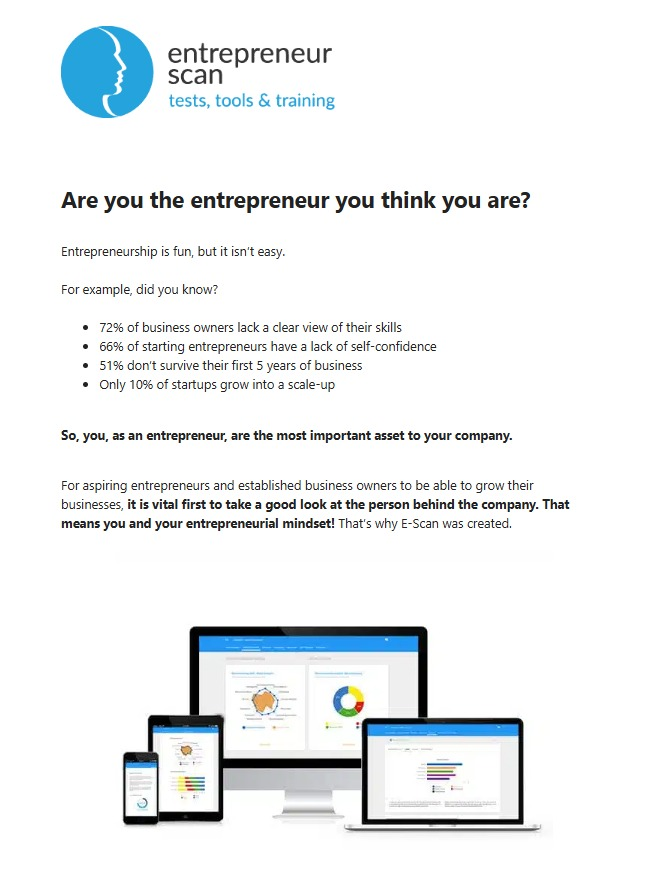 entrepreneur
scan
tests, tools & training
Are you the entrepreneur you think you are?
Entrepreneurship is fun, but it isn't easy.
For example, did you know?
• 72% of business owners lack a clear view of their skills
• 66% of starting entrepreneurs have a lack of self-confidence
• 51% don't survive their first 5 years of business
• Only 10% of startups grow into a scale-up
So, you, as an entrepreneur, are the most important asset to your company.
For aspiring entrepreneurs and established business owners to be able to grow their
businesses, it is vital first to take a good look at the person behind the company. That
means you and your entrepreneurial mindset! That's why E-Scan was created.